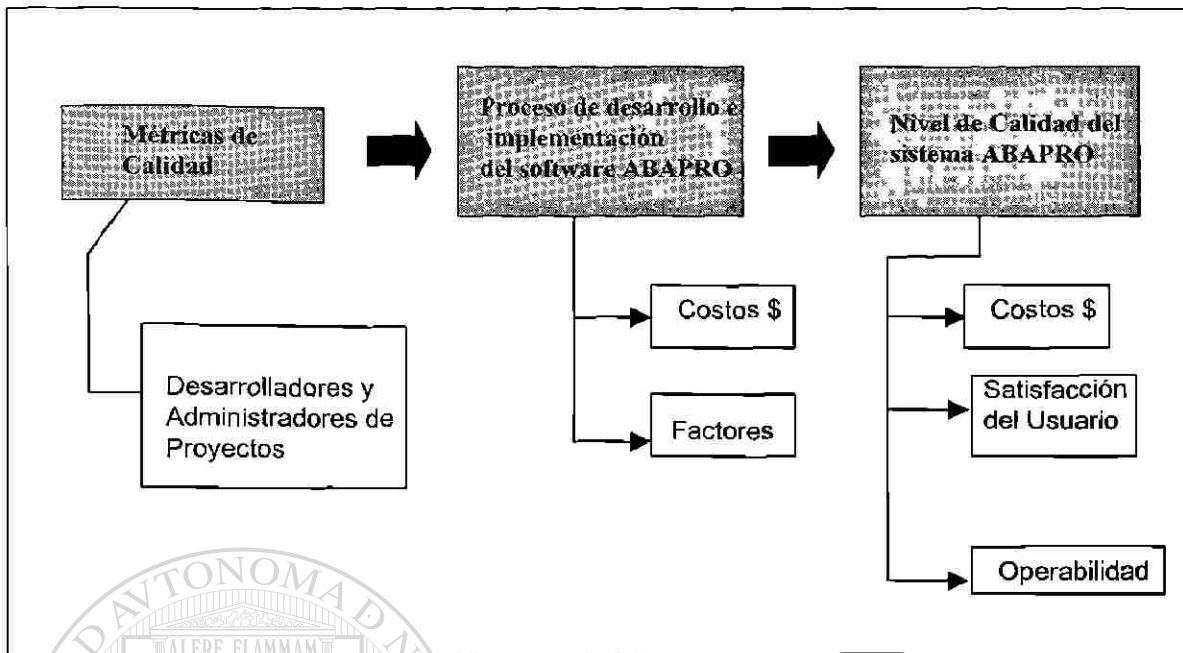 Métricas de
Calidad
Proceso de desarrollo e
implementación
del software ABAPRO
Nivel de Calidad del
sistema ABAPRO
Desarrolladores y
Administradores de
Proyectos
Costos $
Factores
Costos $
Satisfacción
del Usuario
Operabilidad
ALERE FLAMMAM